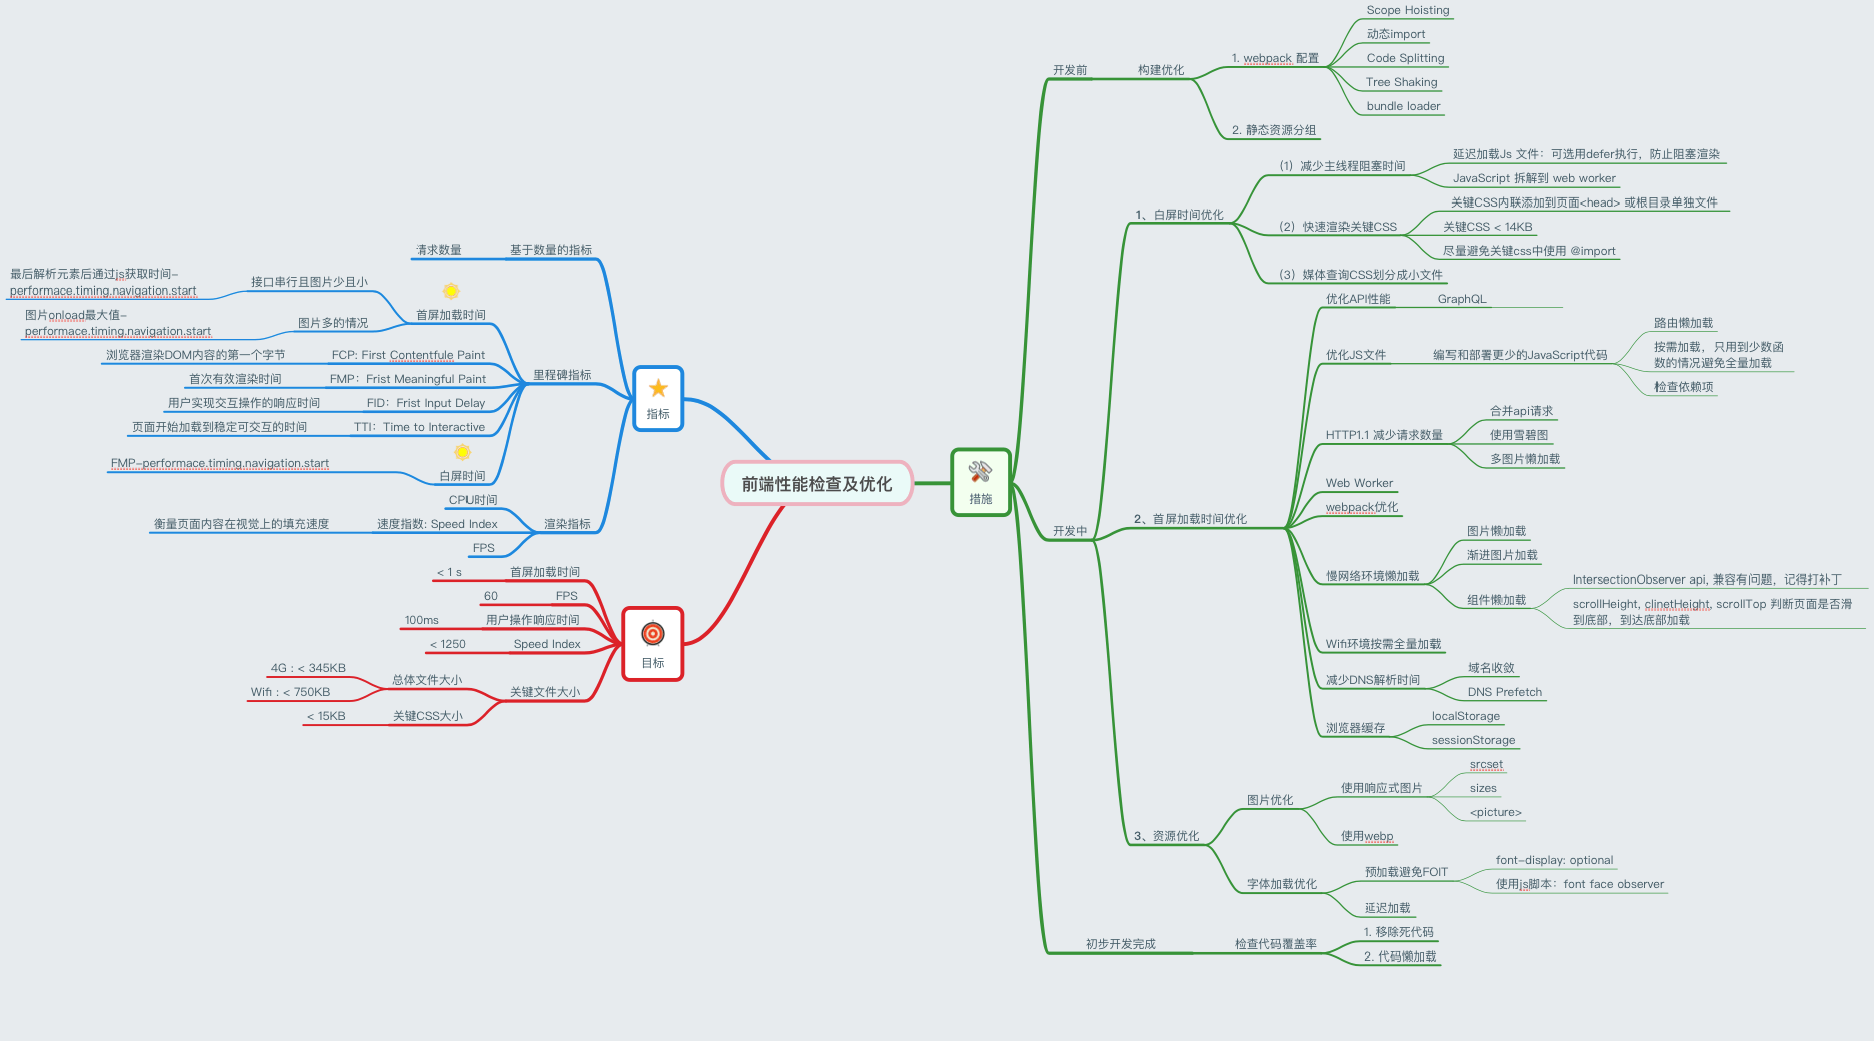 前端性能检查及优化
指标
基于数量的指标
请求数量
里程碑指标
首屏加载时间
接口串行且图片少且小
最后解析元素后通过js获取时间-
performace.timing.navigation.start
图片多的情况
图片onload最大值-
performace.timing.navigation.start
FCP: First Contentfule Paint
浏览器渲染DOM内容的第一个字节
FMP：Frist Meaningful Paint
首次有效渲染时间
FID：Frist Input Delay
用户实现交互操作的响应时间
TTI：Time to Interactive
页面开始加载到稳定可交互的时间
白屏时间
FMP-performace.timing.navigation.start
渲染指标
CPU时间
速度指数: Speed Index
衡量页面内容在视觉上的填充速度
FPS
目标
首屏加载时间
< 1 s
FPS
60
用户操作响应时间
100ms
Speed Index
< 1250
关键文件大小
总体文件大小
4G : < 345KB
Wifi : < 750KB
关键CSS大小
< 15KB
措施
开发前
构建优化
1. webpack 配置
Scope Hoisting
动态import
Code Splitting
Tree Shaking
bundle loader
2. 静态资源分组
开发中
1、白屏时间优化
（1）减少主线程阻塞时间
延迟加载Js 文件：可选用defer执行，防止阻塞渲染
JavaScript 拆解到 web worker
（2）快速渲染关键CSS
关键CSS内联添加到页面<head> 或根目录单独文件
关键CSS < 14KB
尽量避免关键css中使用 @import
（3）媒体查询CSS划分成小文件
2、首屏加载时间优化
优化API性能
GraphQL
优化JS文件
编写和部署更少的JavaScript代码
路由懒加载
按需加载，只用到少数函
数的情况避免全量加载
检查依赖项
HTTP1.1 减少请求数量
合并api请求
使用雪碧图
多图片懒加载
Web Worker
webpack优化
慢网络环境懒加载
图片懒加载
渐进图片加载
组件懒加载
IntersectionObserver api, 兼容有问题，记得打补丁
scrollHeight, clinetHeight, scrollTop 判断页面是否滑
到底部，到达底部加载
Wifi环境按需全量加载
减少DNS解析时间
域名收敛
DNS Prefetch
浏览器缓存
localStorage
sessionStorage
3、资源优化
图片优化
使用响应式图片
srcset
sizes
<picture>
使用webp
字体加载优化
预加载避免FOIT
font-display: optional
使用js脚本：font face observer
延迟加载
初步开发完成
检查代码覆盖率
1. 移除死代码
2. 代码懒加载